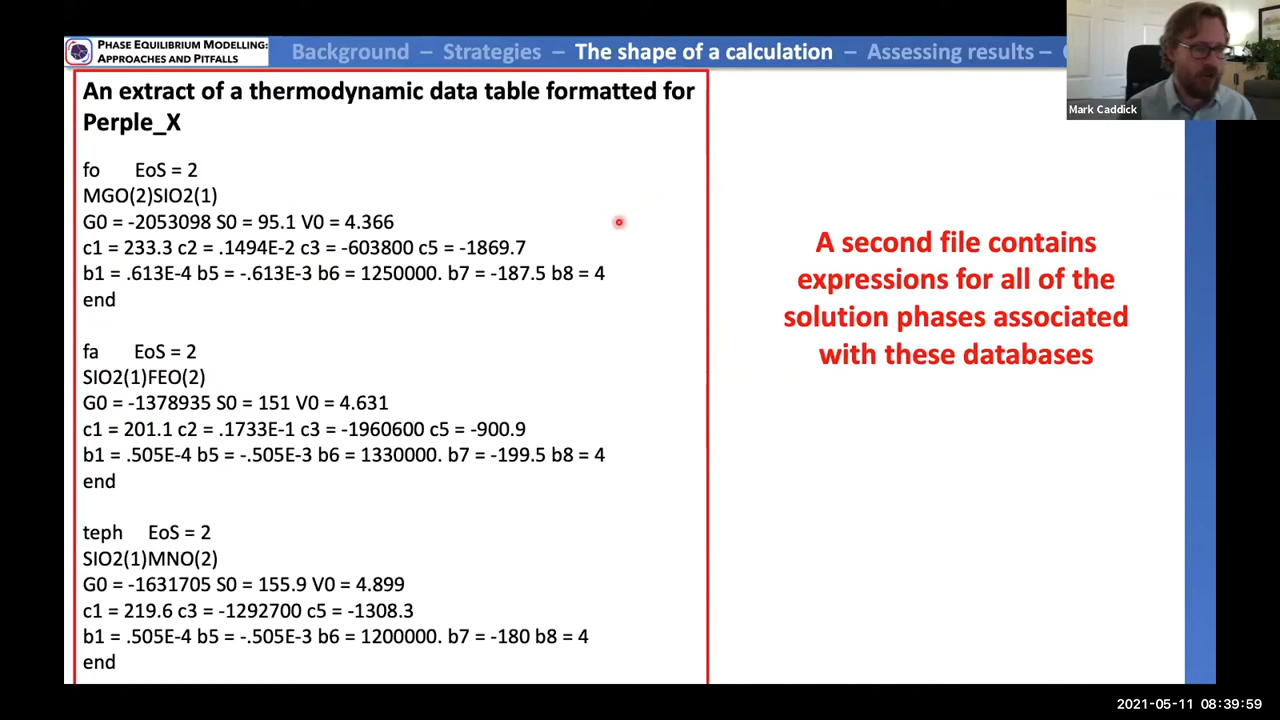 PHASE EQUILIBRIUM MODELLING:
APPROACHES AND PITFALLS
Background – Strategies – The shape of a calculation – Assessing results –
Mark Caddick
An extract of a thermodynamic data table formatted for
Perple_X
fo EoS = 2
MGO(2)SIO2(1)
G0 = -2053098 S0 = 95.1 V0 = 4.366
c1 = 233.3 c2 = .1494E-2 c3 = -603800 c5 = -1869.7
b1 = .613E-4 b5 = -.613E-3 b6 = 1250000. b7 = -187.5 b8 = 4
end
fa EoS = 2
SIO2(1)FEO(2)
G0 = -1378935 S0 = 151 V0 = 4.631
c1 = 201.1 c2 = .1733E-1 c3 = -1960600 c5 = -900.9
b1 = .505E-4 b5 = -.505E-3 b6 = 1330000. b7 = -199.5 b8 = 4
end
teph EoS = 2
SIO2(1)MNO(2)
G0 = -1631705 S0 = 155.9 V0 = 4.899
c1 = 219.6 c3 = -1292700 c5 = -1308.3
b1 = .505E-4 b5 = -.505E-3 b6 = 1200000. b7 = -180 b8 = 4
end
A second file contains
expressions for all of the
solution phases associated
with these databases
2021-05-11 08:39:59